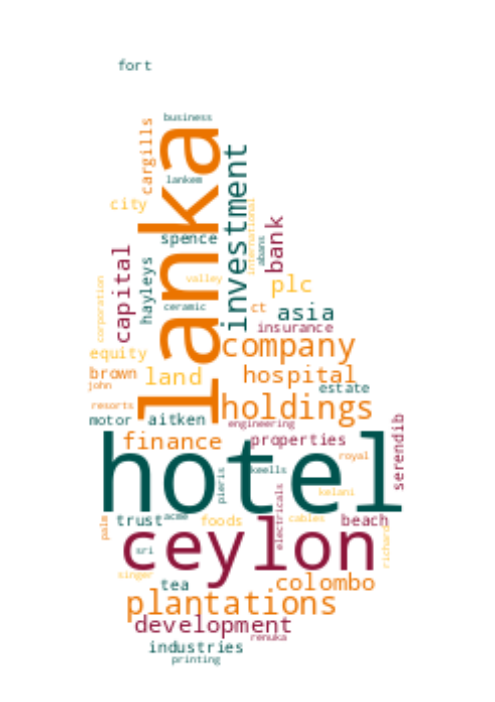 fort
business
cargills
lanka
lankem
investment
international
city
spence
abans
bank
capital
hayleys
valley
corporation
plc
ceramic
ct
asia
insurance
company
equity
brown
land
hospital
john
estate
resorts
holdings
motor
aitken
engineering
serendib
finance
properties
royal
hotel
keells
pieris
kelani
electricals
palm
trust
acme
foods
cables
beach
ceylon
sri
richard
singer
tea
colombo
plantations
development
renuka
industries
printing